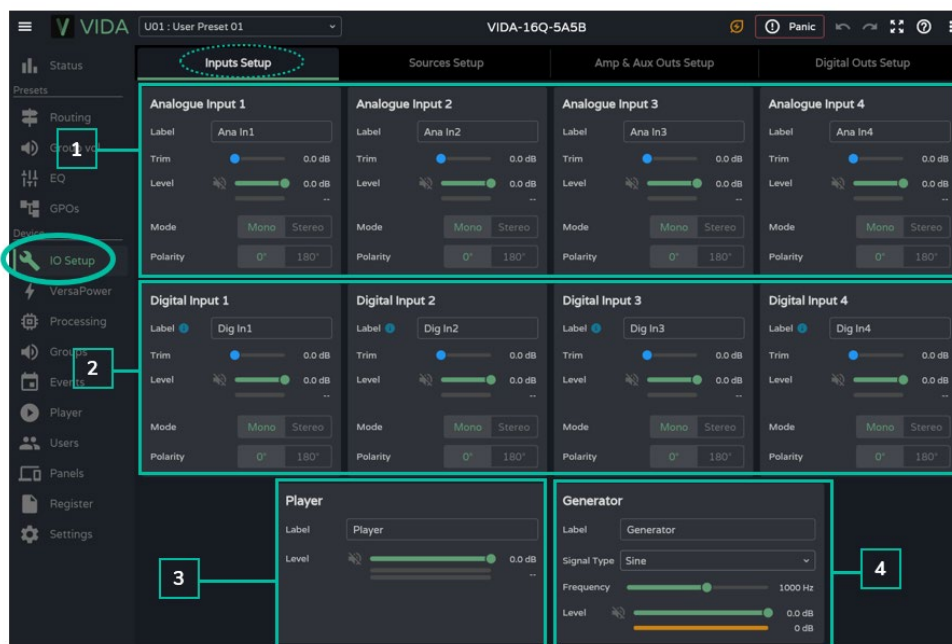 VIDA
U01 : User Preset 01
VIDA-16Q-5A5B
Panic
Status
Presets
Routing
Group vol
EQ
GPOs
Device
IO Setup
VersaPower
Processing
Groups
Events
Player
Users
Panels
Register
Settings
Inputs Setup Sources Setup Amp & Aux Outs Setup Digital Outs Setup
1
Analogue Input 1 Analogue Input 2 Analogue Input 3 Analogue Input 4
Label Ana In1 Label Ana In2 Label Ana In3 Label Ana In4
Trim 0.0 dB Trim 0.0 dB Trim 0.0 dB Trim 0.0 dB
Level 0.0 dB Level 0.0 dB Level 0.0 dB Level 0.0 dB
-- -- -- --
Mode Mono Stereo Mode Mono Stereo Mode Mono Stereo Mode Mono Stereo
Polarity 0° 180° Polarity 0° 180° Polarity 0° 180° Polarity 0° 180°
2
Digital Input 1 Digital Input 2 Digital Input 3 Digital Input 4
Label Dig In1 Label Dig In2 Label Dig In3 Label Dig In4
Trim 0.0 dB Trim 0.0 dB Trim 0.0 dB Trim 0.0 dB
Level 0.0 dB Level 0.0 dB Level 0.0 dB Level 0.0 dB
-- -- -- --
Mode Mono Stereo Mode Mono Stereo Mode Mono Stereo Mode Mono Stereo
Polarity 0° 180° Polarity 0° 180° Polarity 0° 180° Polarity 0° 180°
3
Player
Label Player
Level 0.0 dB
--
4
Generator
Label Generator
Signal Type Sine
Frequency 1000 Hz
Level 0.0 dB
0 dB